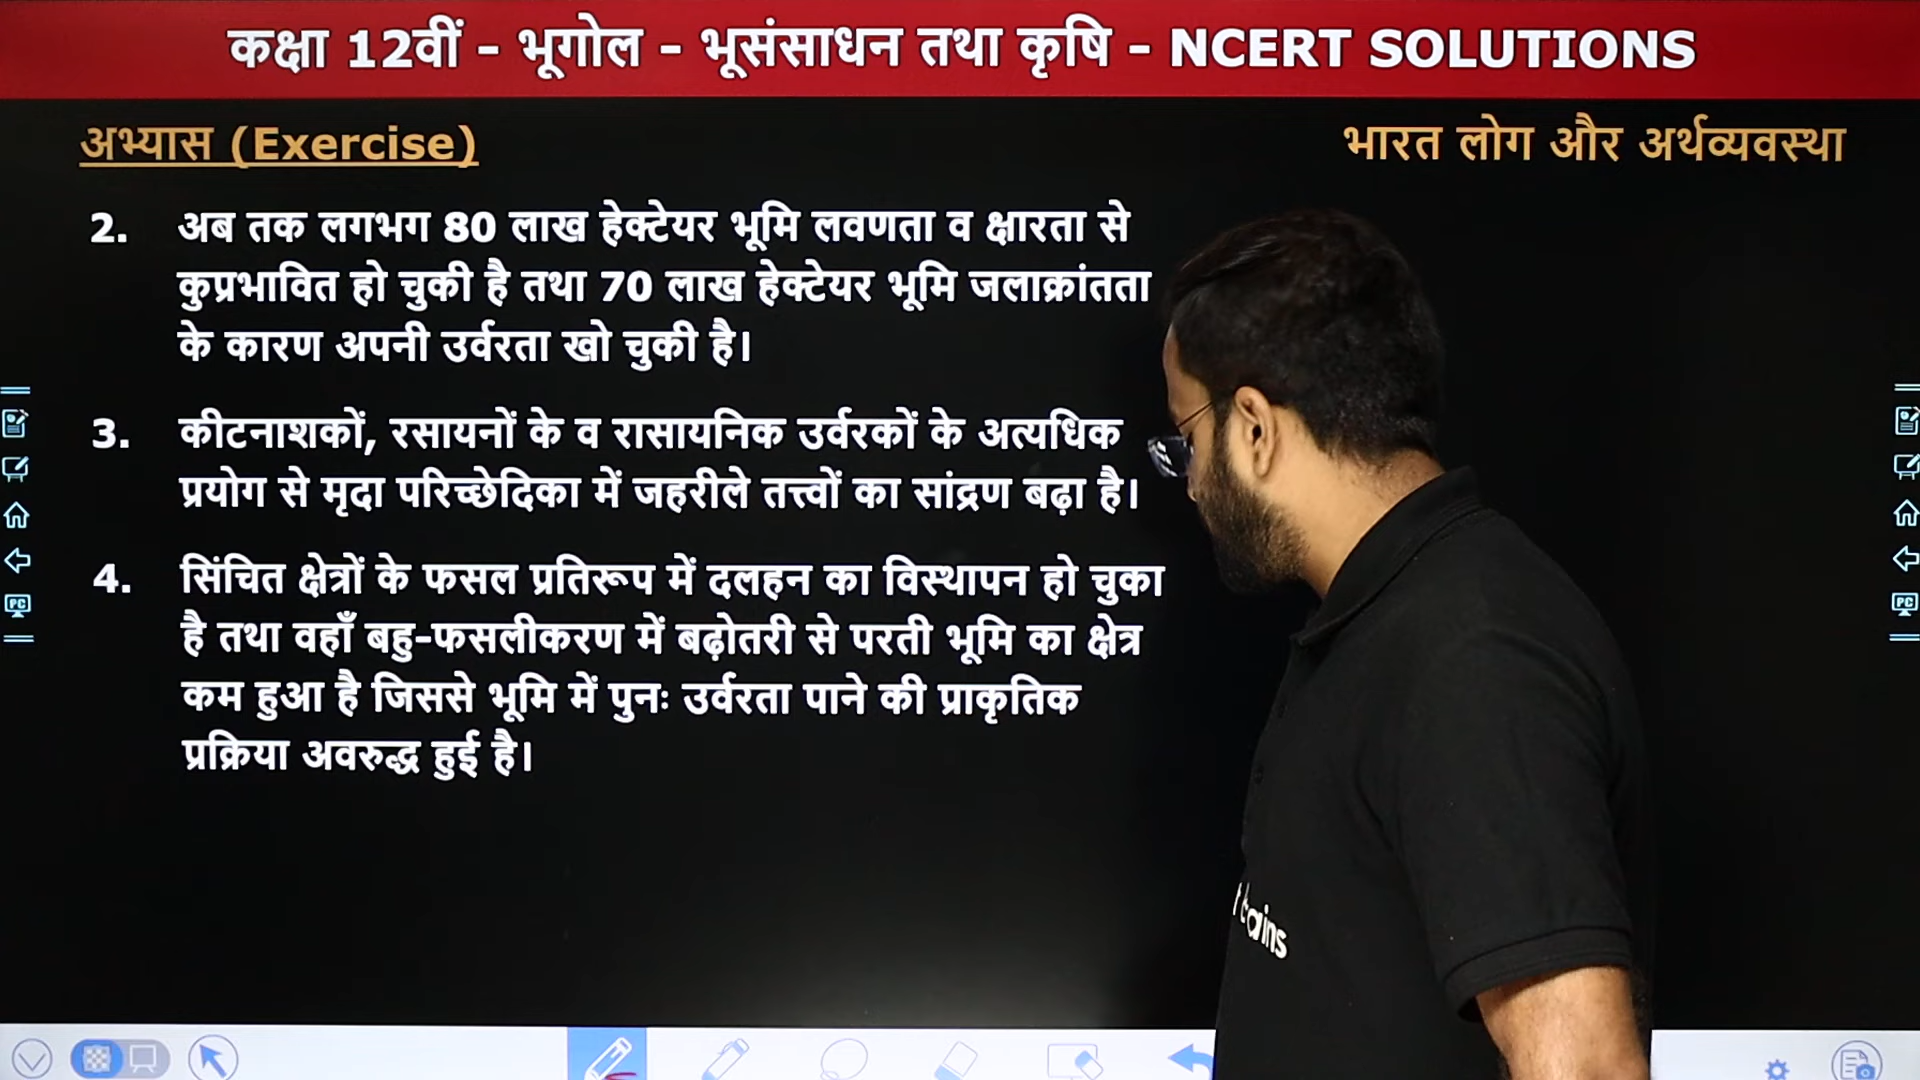 कक्षा 12वीं - भूगोल - भूसंसाधन तथा कृषि - NCERT SOLUTIONS
अभ्यास (Exercise)
भारत लोग और अर्थव्यवस्था
2. अब तक लगभग 80 लाख हेक्टेयर भूमि लवणता व क्षारता से
कुप्रभावित हो चुकी है तथा 70 लाख हेक्टेयर भूमि जलाक्रांतता
के कारण अपनी उर्वरता खो चुकी है।
3. कीटनाशकों, रसायनों के व रासायनिक उर्वरकों के अत्यधिक
प्रयोग से मृदा परिच्छेदिका में जहरीले तत्त्वों का सांद्रण बढ़ा है।
4. सिंचित क्षेत्रों के फसल प्रतिरूप में दलहन का विस्थापन हो चुका
है तथा वहाँ बहु-फसलीकरण में बढ़ोतरी से परती भूमि का क्षेत्र
कम हुआ है जिससे भूमि में पुनः उर्वरता पाने की प्राकृतिक
प्रक्रिया अवरुद्ध हुई है।
PC
PC